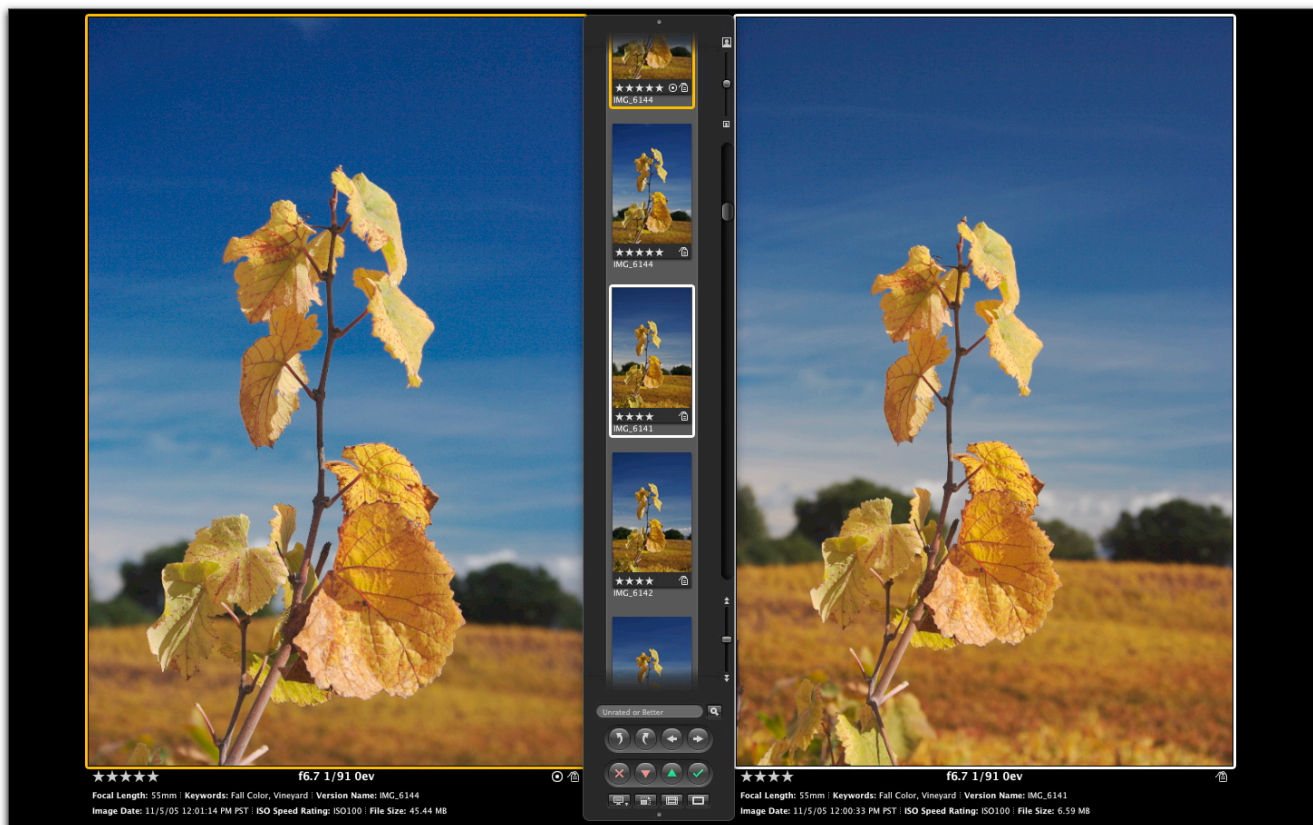 ★★★★★
IMG_6144
★★★★★
IMG_6144
★★★★
IMG_6141
★★★★
IMG_6142
Unrated or Better
★★★★★ f6.7 1/91 0ev
Focal Length: 55mm Keywords: Fall Color, Vineyard Version Name: IMG_6144
Image Date: 11/5/05 12:01:14 PM PST ISO Speed Rating: ISO100 File Size: 45.44 MB
★★★★ f6.7 1/91 0ev
Focal Length: 55mm Keywords: Fall Color, Vineyard Version Name: IMG_6141
Image Date: 11/5/05 12:00:33 PM PST ISO Speed Rating: ISO100 File Size: 6.59 MB